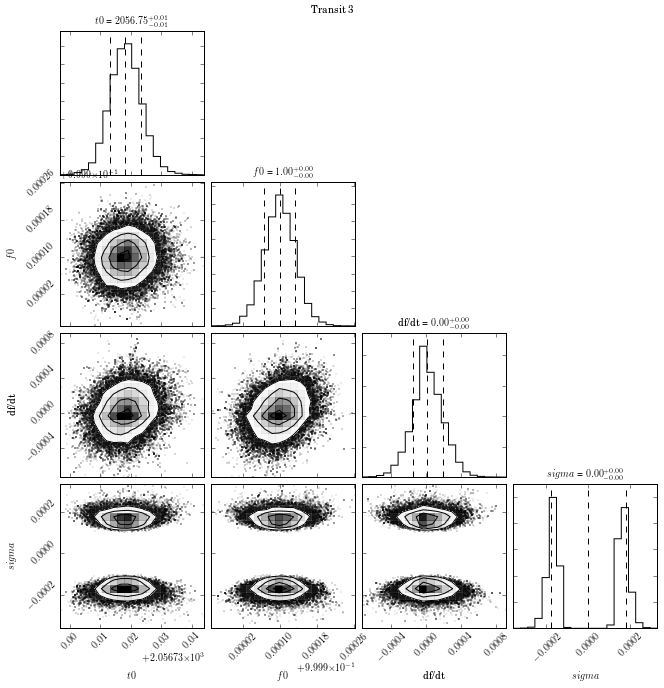 Transit 3
t0 = 2056.75 +0.01 −0.01
0.00026
f0 = 1.00 +0.00 −0.00
0.00018
f0
0.00010
0.00002
df/dt = 0.00 +0.00 −0.00
0.0008
0.0004
df/dt
0.0000
−0.0004
sigma = 0.00 +0.00 −0.00
0.0002
sigma
0.0000
−0.0002
0.00 0.01 0.02 0.03 0.04 0.00002 0.00010 0.00018 0.00026 −0.0004 0.0000 0.0004 0.0008 −0.0002 0.0000 0.0002
+2.05673×10³ +9.999×10⁻¹
t0 f0 df/dt sigma